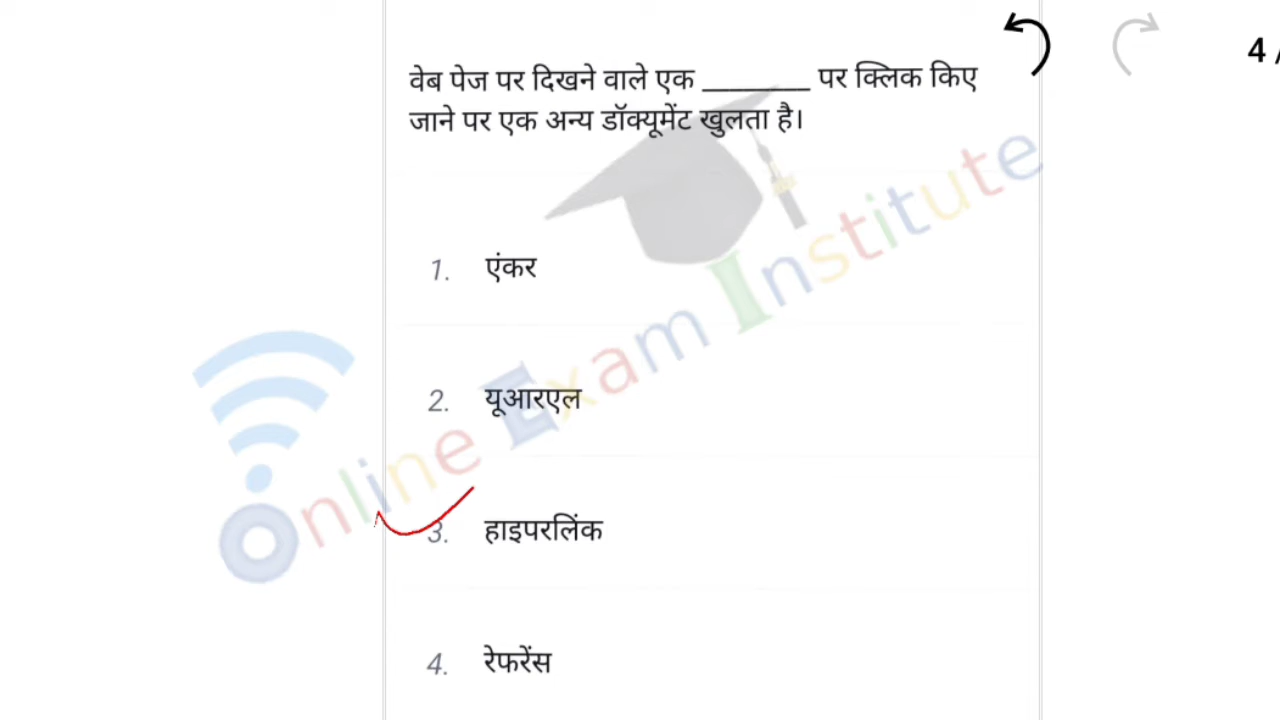 4 /
वेब पेज पर दिखने वाले एक ________ पर क्लिक किए
जाने पर एक अन्य डॉक्यूमेंट खुलता है।
1. एंकर
2. यूआरएल
3. हाइपरलिंक
4. रेफरेंस
Online Exam Institute